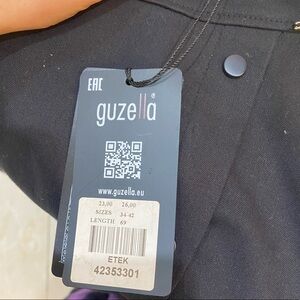 EAC
guzella®
www.guzella.eu
23,00 26,00
SIZES 34-42
LENGTH 69
ETEK
42353301